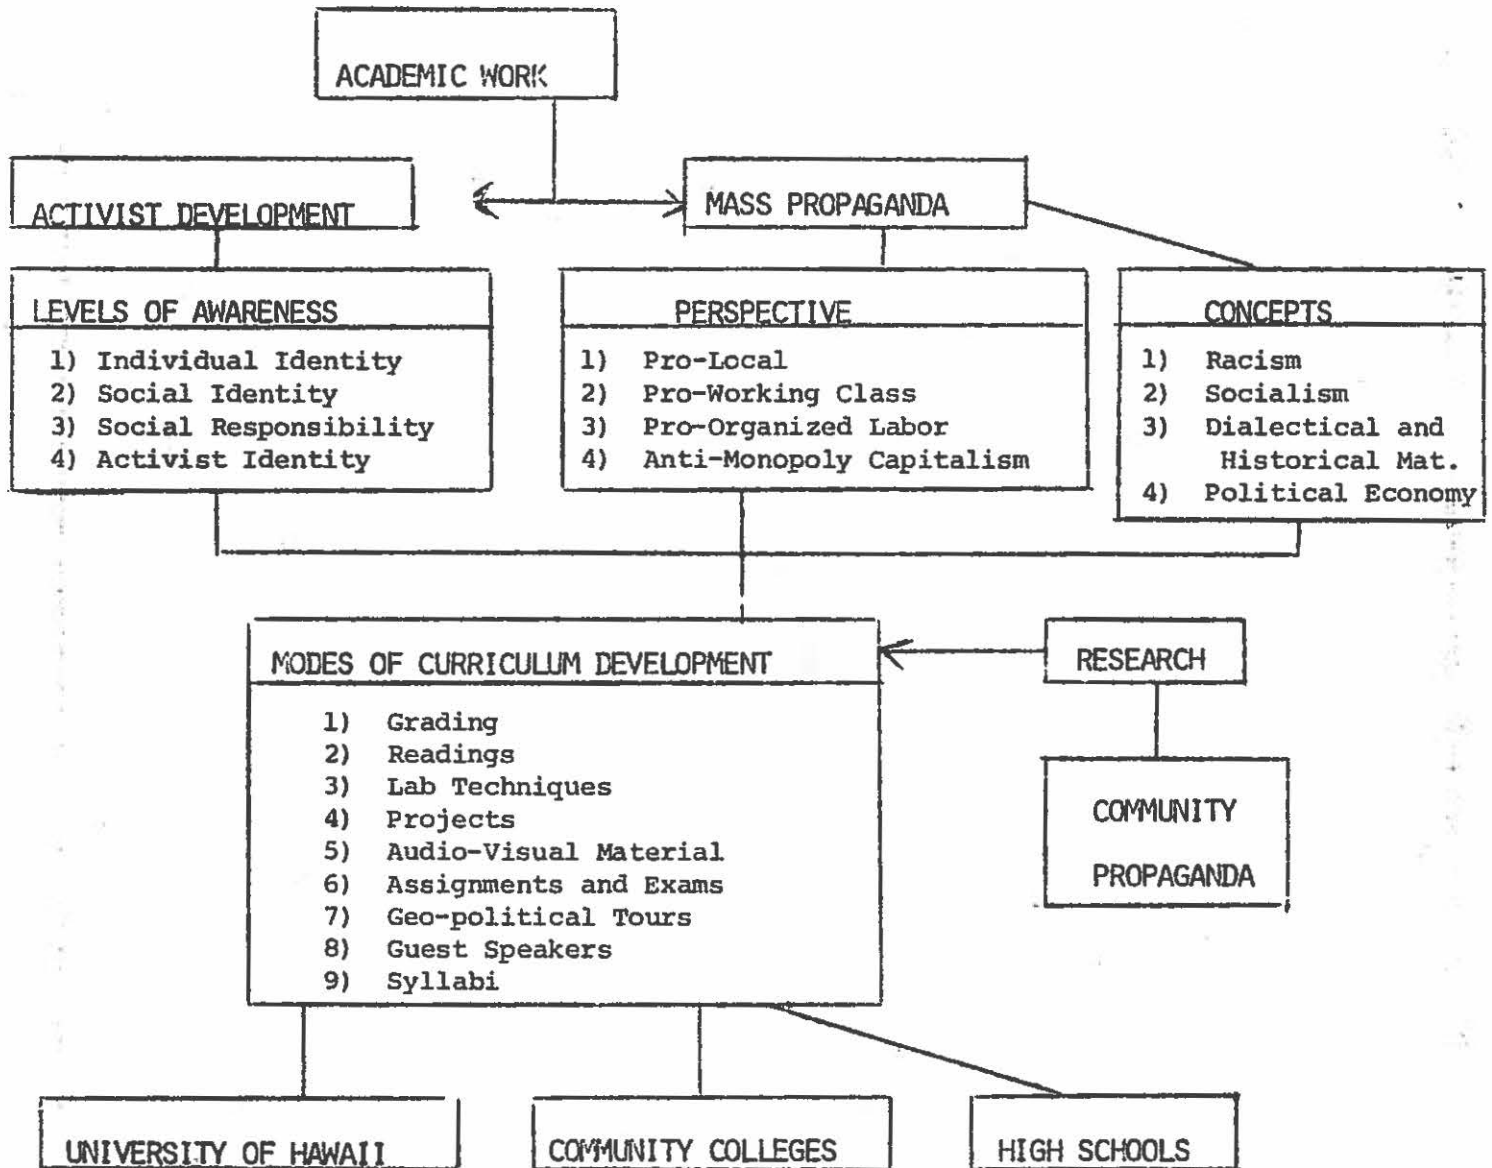 ACADEMIC WORK
ACTIVIST DEVELOPMENT
MASS PROPAGANDA
LEVELS OF AWARENESS
1) Individual Identity
2) Social Identity
3) Social Responsibility
4) Activist Identity
PERSPECTIVE
1) Pro-Local
2) Pro-Working Class
3) Pro-Organized Labor
4) Anti-Monopoly Capitalism
CONCEPTS
1) Racism
2) Socialism
3) Dialectical and
Historical Mat.
4) Political Economy
MODES OF CURRICULUM DEVELOPMENT
1) Grading
2) Readings
3) Lab Techniques
4) Projects
5) Audio-Visual Material
6) Assignments and Exams
7) Geo-political Tours
8) Guest Speakers
9) Syllabi
RESEARCH
COMMUNITY
PROPAGANDA
UNIVERSITY OF HAWAII
COMMUNITY COLLEGES
HIGH SCHOOLS